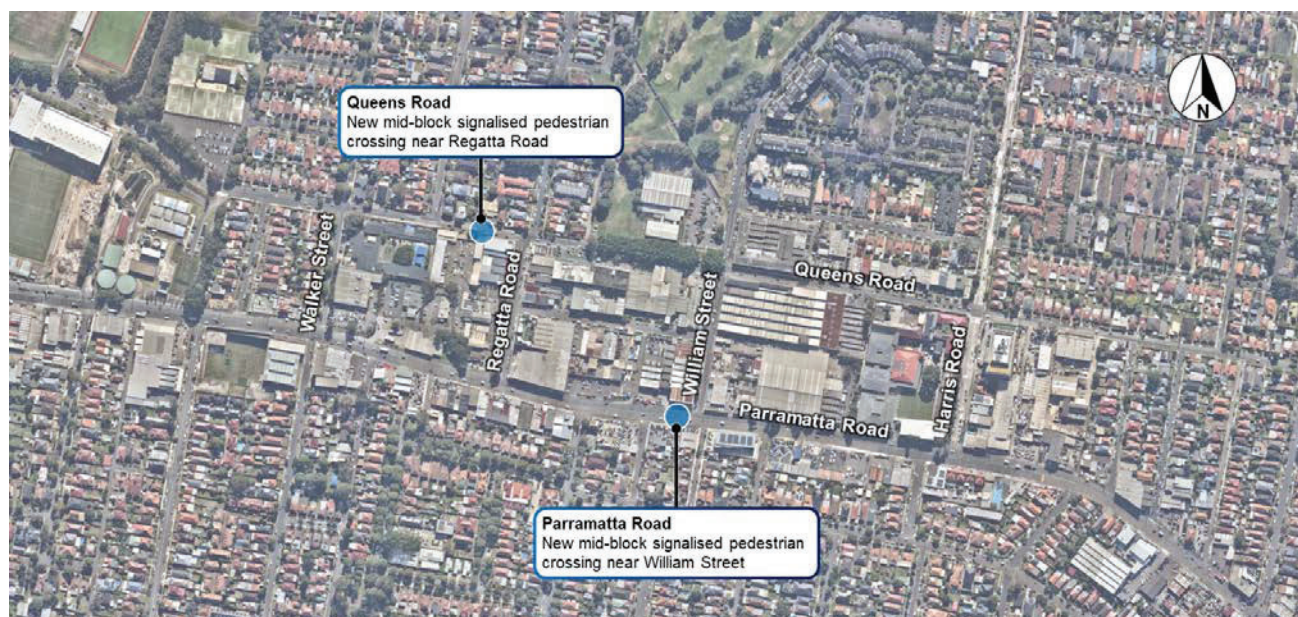 Queens Road
New mid-block signalised pedestrian
crossing near Regatta Road
N
Walker Street
Regatta Road
William Street
Queens Road
Harris Road
Parramatta Road
Parramatta Road
New mid-block signalised pedestrian
crossing near William Street